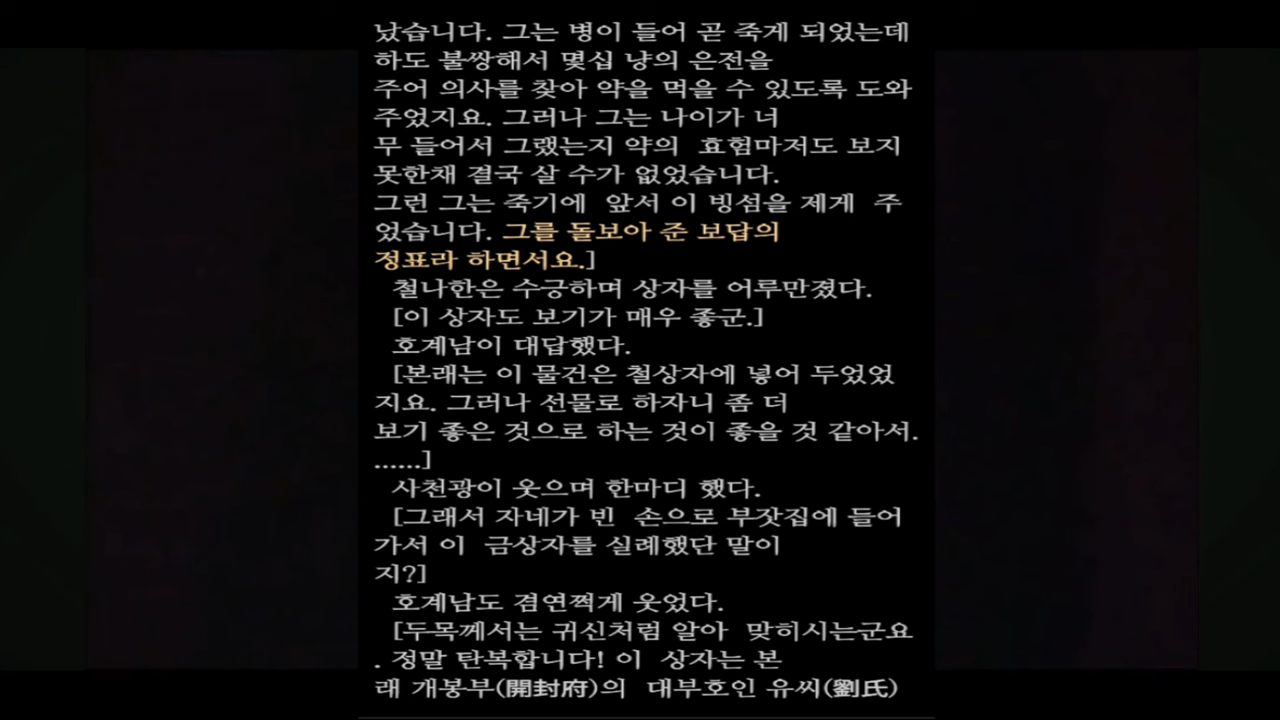 났습니다. 그는 병이 들어 곧 죽게 되었는데
하도 불쌍해서 몇십 냥의 은전을
주어 의사를 찾아 약을 먹을 수 있도록 도와
주었지요. 그러나 그는 나이가 너
무 들어서 그랬는지 약의 효험마저도 보지
못한채 결국 살 수가 없었습니다.
그런 그는 죽기에 앞서 이 빙섬을 제게 주
었습니다. 그를 돌보아 준 보답의
정표라 하면서요.]
철나한은 수긍하며 상자를 어루만졌다.
[이 상자도 보기가 매우 좋군.]
호계남이 대답했다.
[본래는 이 물건은 철상자에 넣어 두었었
지요. 그러나 선물로 하자니 좀 더
보기 좋은 것으로 하는 것이 좋을 것 같아서.
......]
사천광이 웃으며 한마디 했다.
[그래서 자네가 빈 손으로 부잣집에 들어
가서 이 금상자를 실례했단 말이
지?]
호계남도 겸연쩍게 웃었다.
[두목께서는 귀신처럼 알아 맞히시는군요
. 정말 탄복합니다! 이 상자는 본
래 개봉부(開封府)의 대부호인 유씨(劉氏)